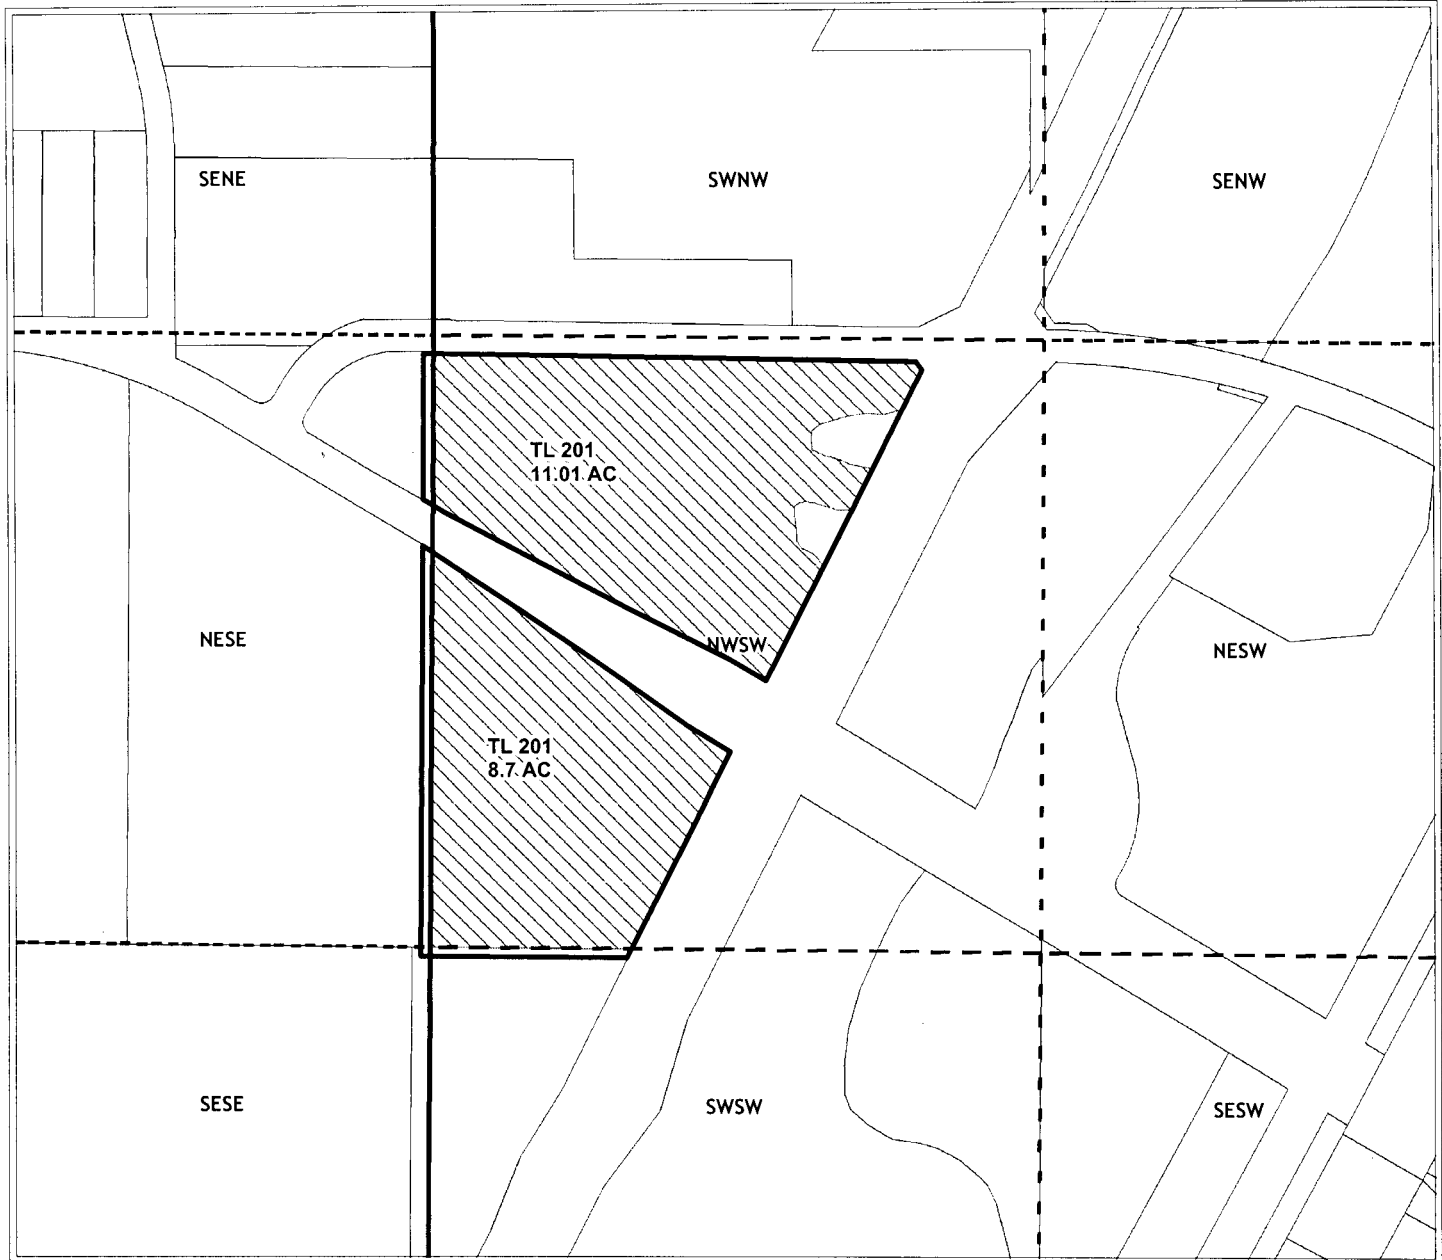 SENE
SWNW
SENW
TL 201
11.01 AC
NESE
NWSW
NESW
TL 201
8.7 AC
SESE
SWSW
SESW